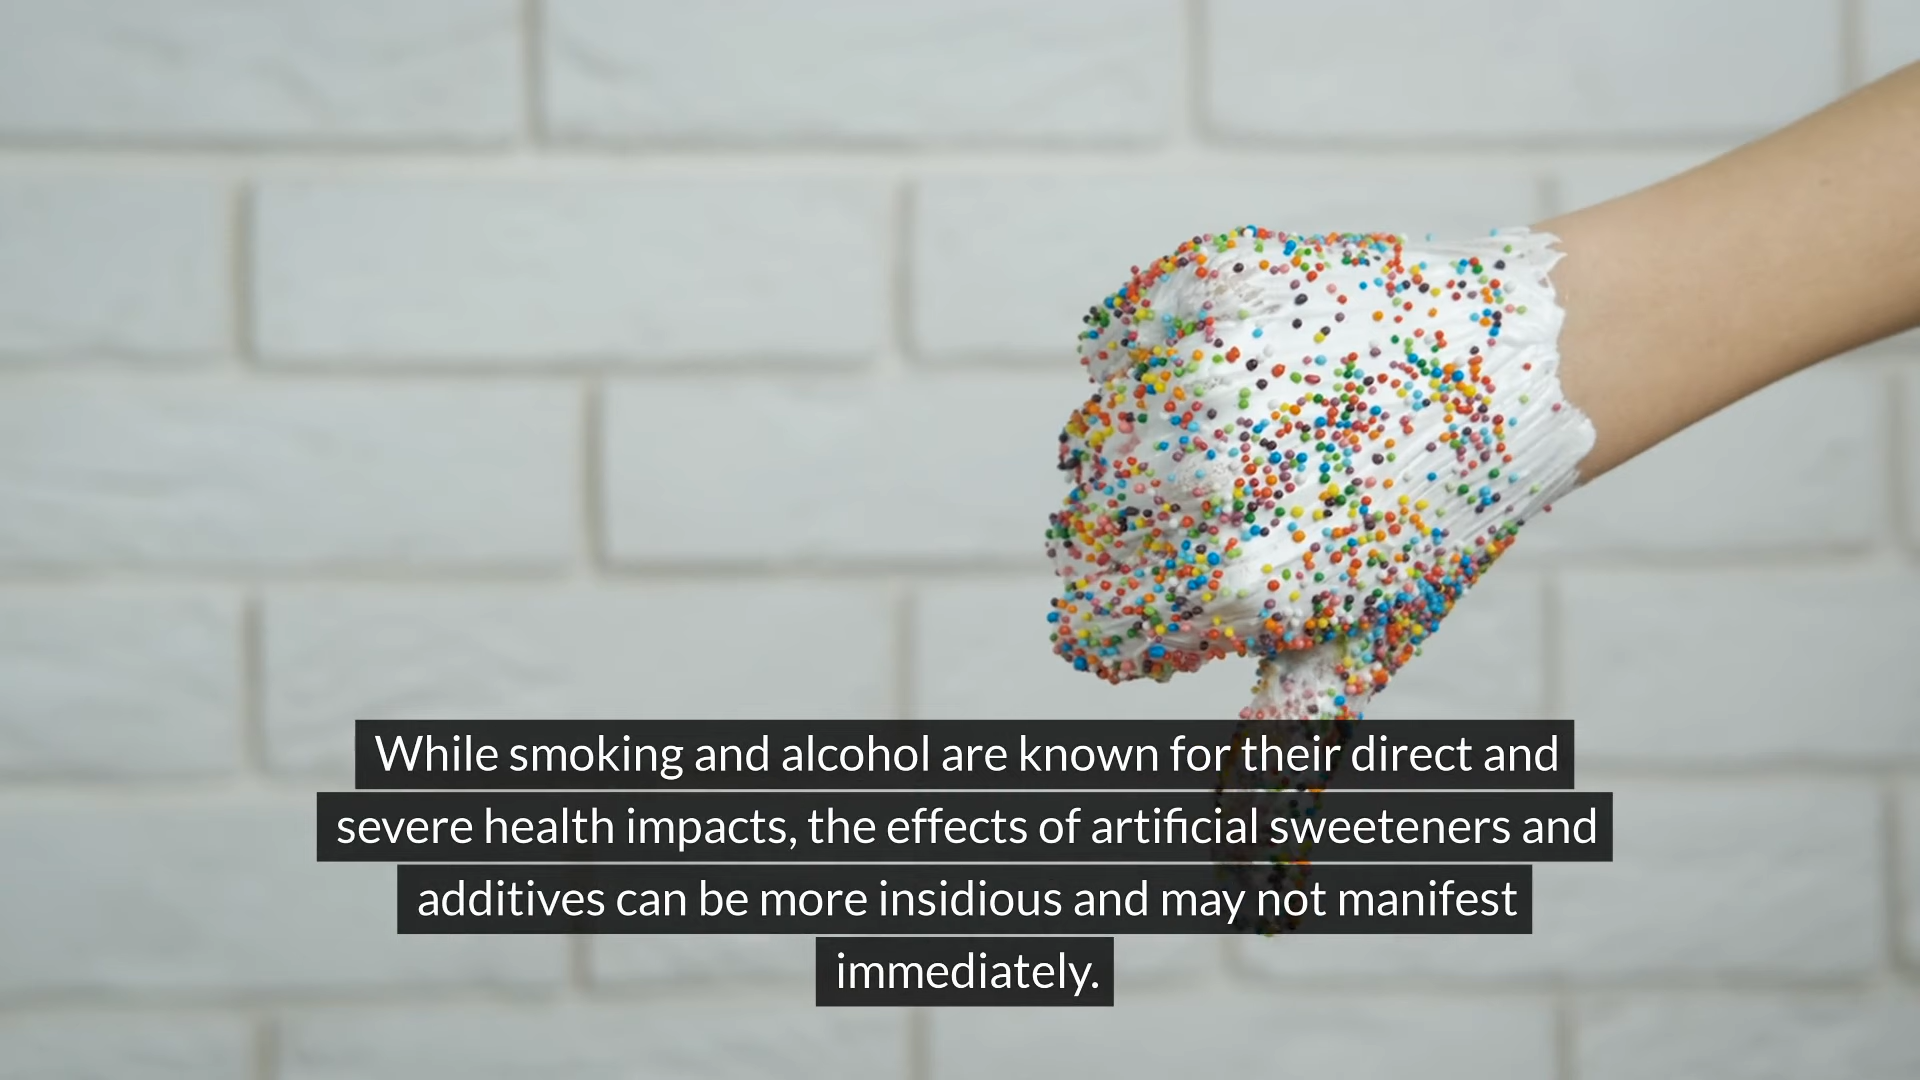 While smoking and alcohol are known for their direct and
severe health impacts, the effects of artificial sweeteners and
additives can be more insidious and may not manifest
immediately.